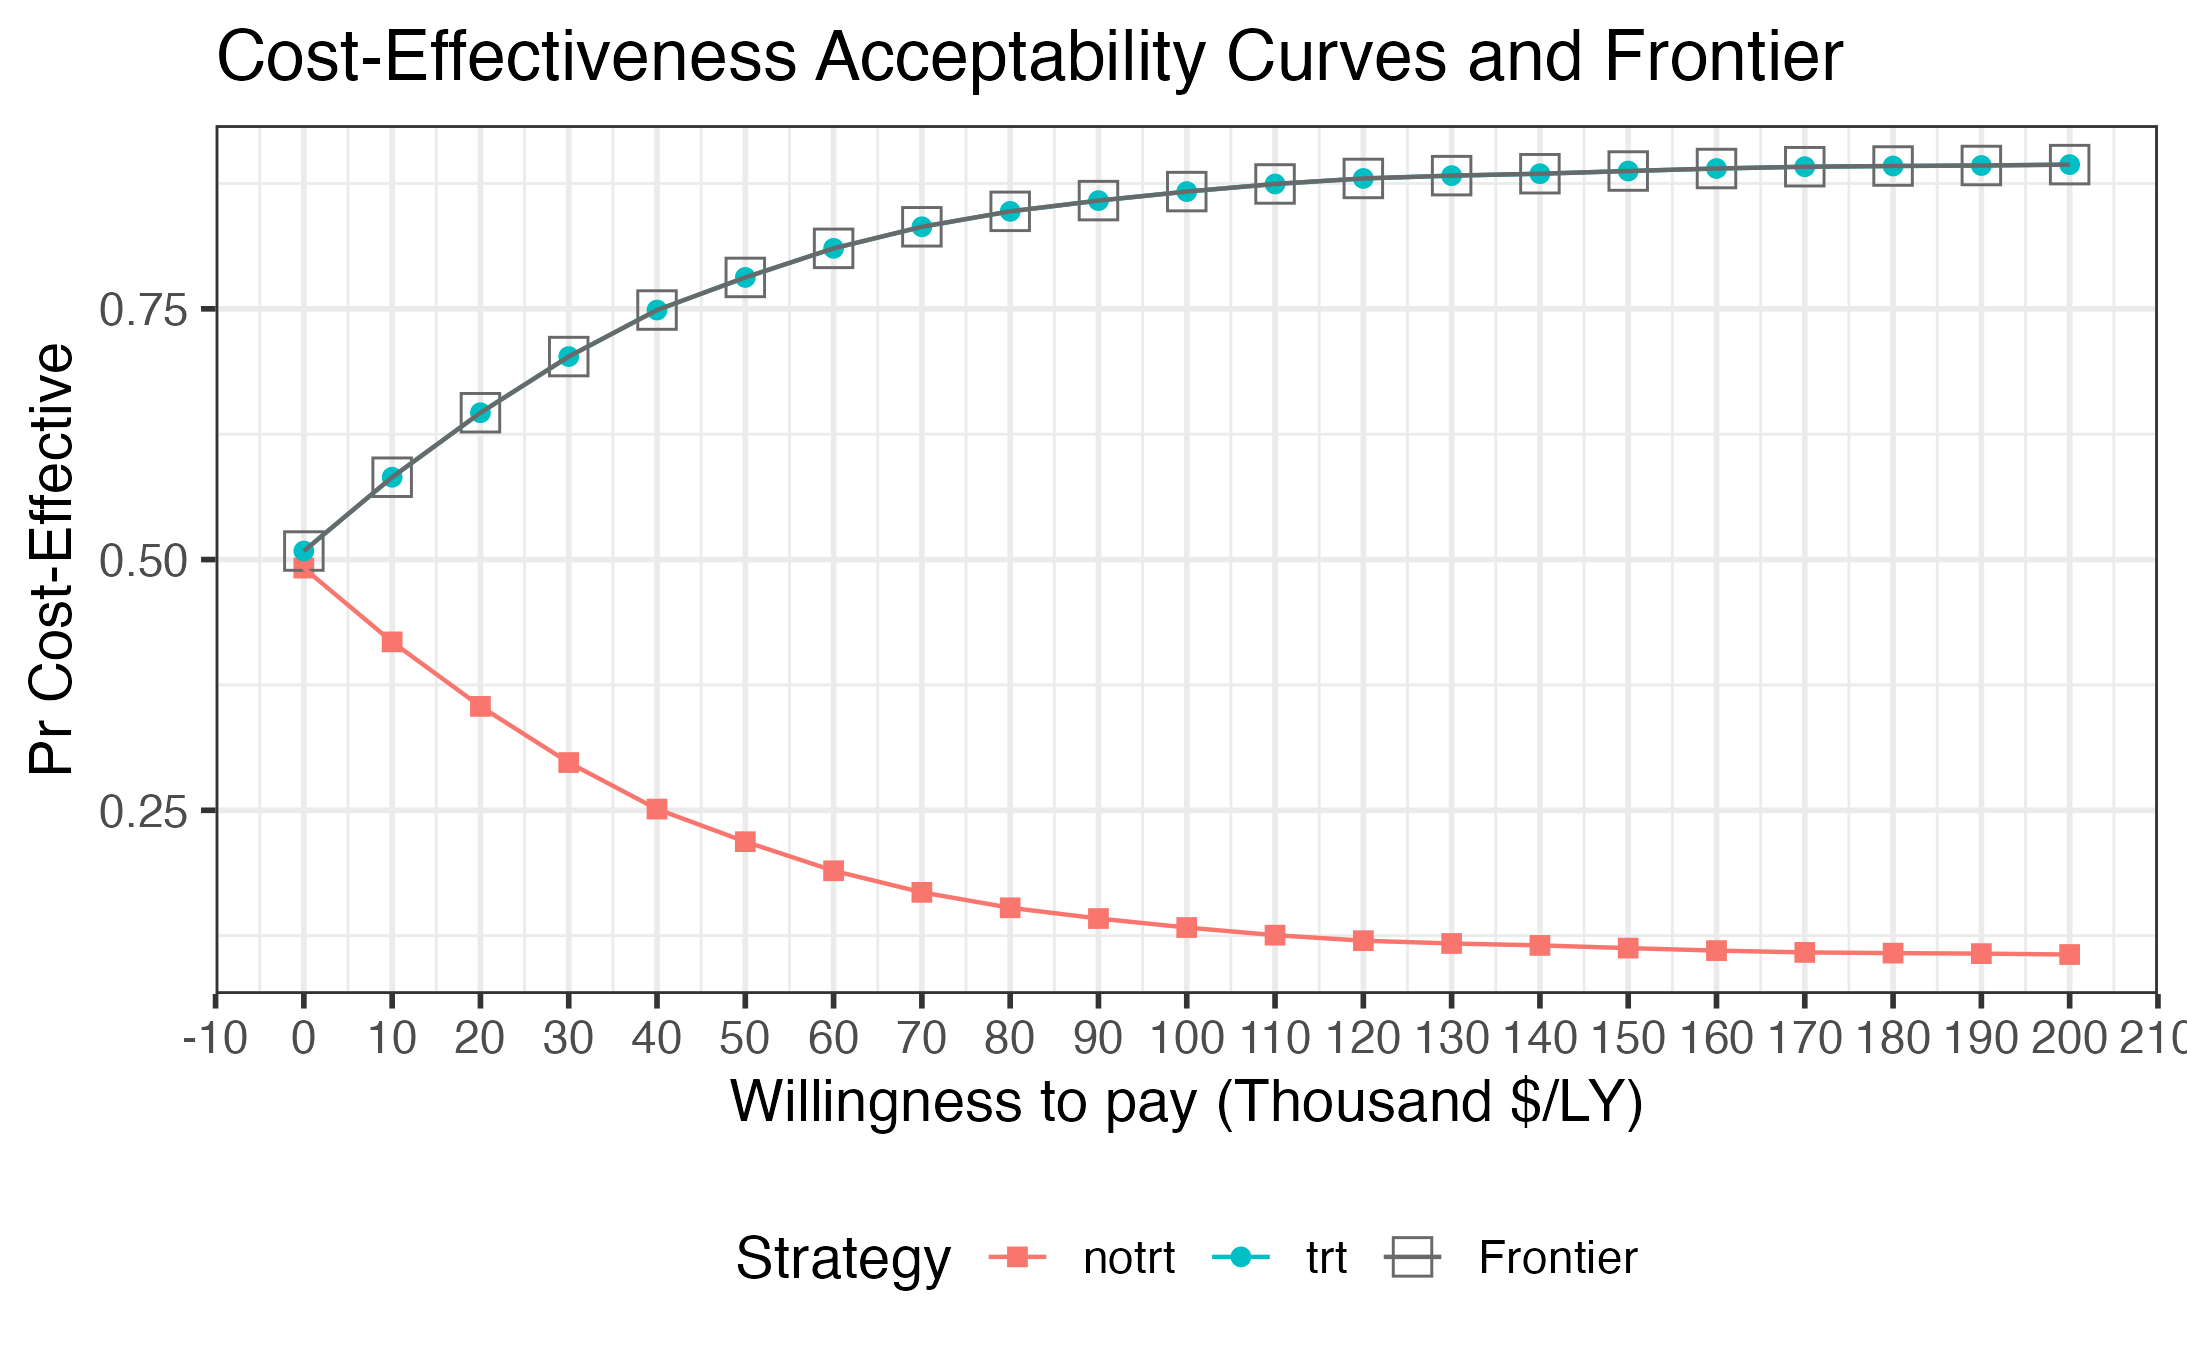 Cost-Effectiveness Acceptability Curves and Frontier
Pr Cost-Effective
0.75
0.50
0.25
-10 0 10 20 30 40 50 60 70 80 90 100 110 120 130 140 150 160 170 180 190 200 210
Willingness to pay (Thousand $/LY)
Strategy notrt trt Frontier